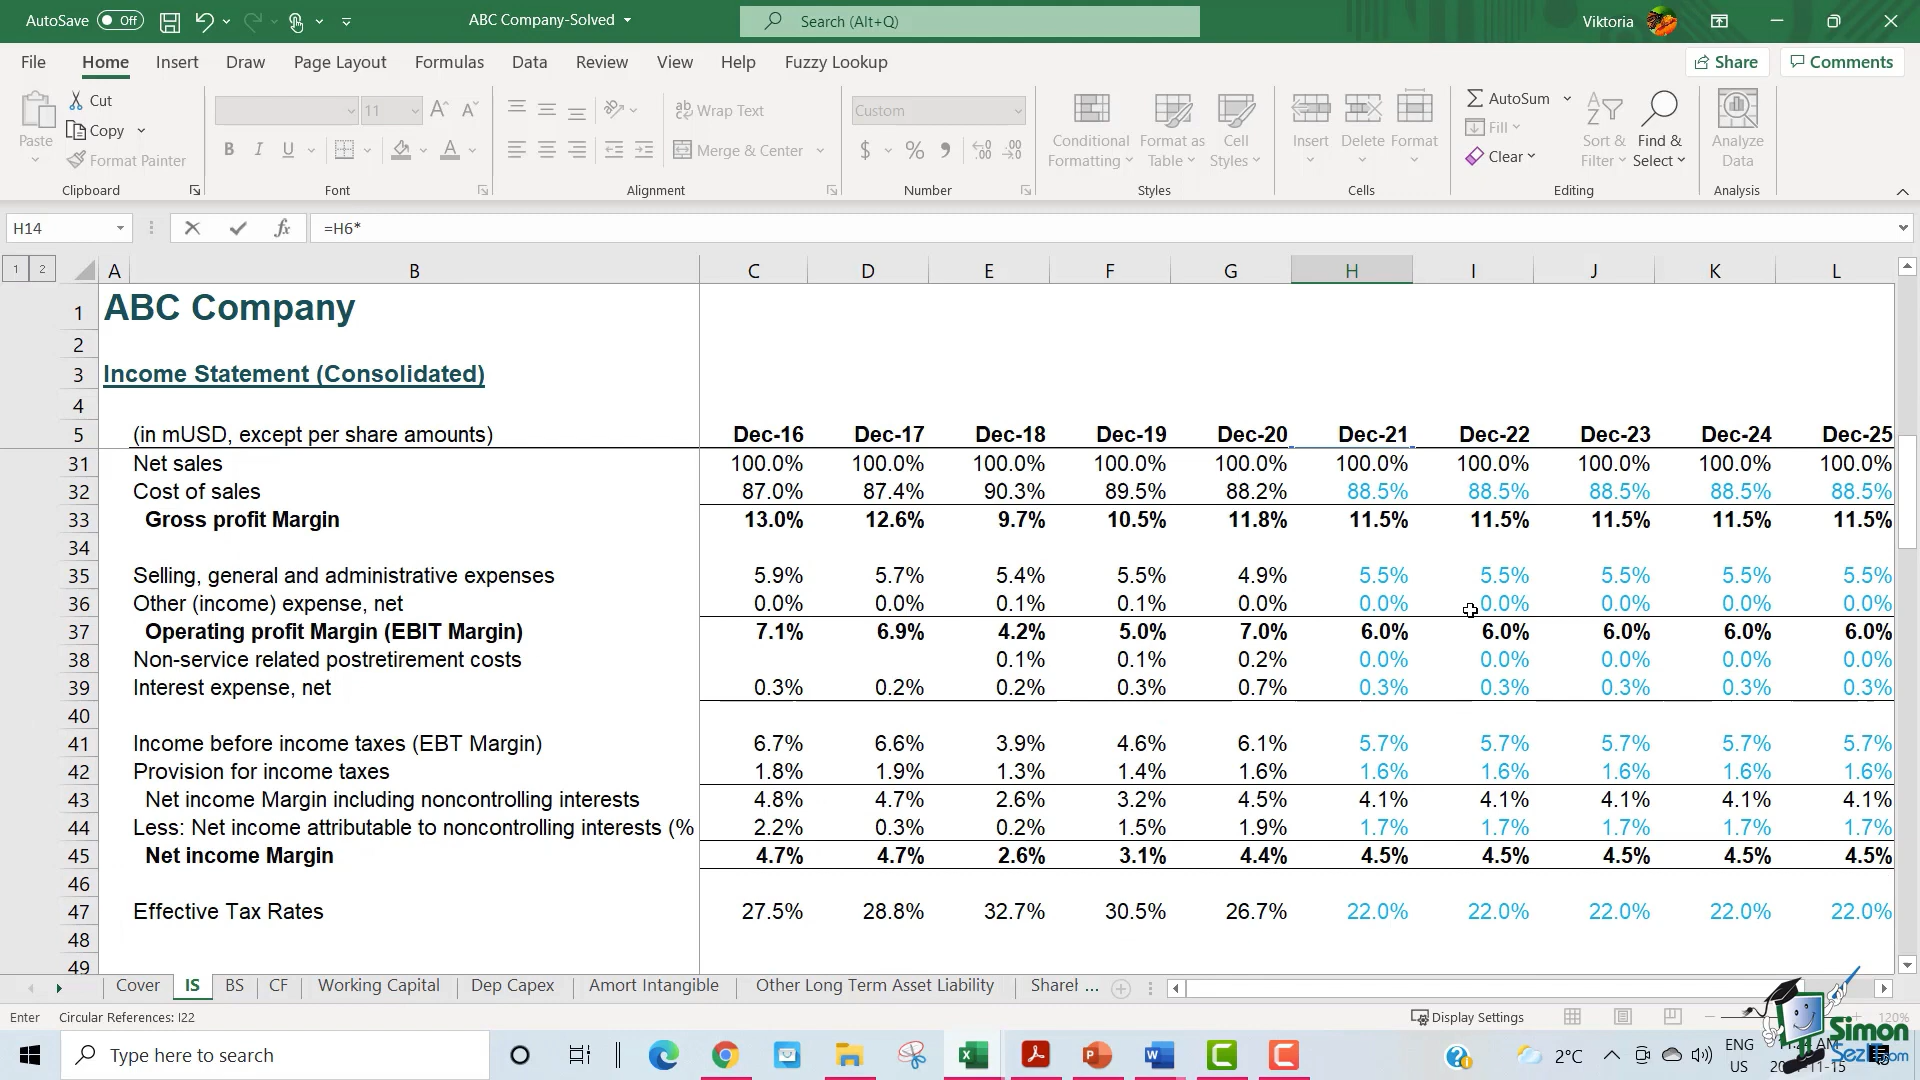 AutoSave Off ABC Company-Solved Search (Alt+Q) Viktoria
File Home Insert Draw Page Layout Formulas Data Review View Help Fuzzy Lookup Share Comments
Paste Cut Copy Format Painter Clipboard
11 B I U Font
Wrap Text Merge & Center Alignment
Custom $ % Number
Conditional Formatting Format as Table Cell Styles Styles
Insert Delete Format Cells
AutoSum Fill Clear Sort & Filter Find & Select Editing
Analyze Data Analysis
H14 fx =H6*
1 2 A B C D E F G H I J K L
1 ABC Company
2
3 Income Statement (Consolidated)
4
5 (in mUSD, except per share amounts) Dec-16 Dec-17 Dec-18 Dec-19 Dec-20 Dec-21 Dec-22 Dec-23 Dec-24 Dec-25
31 Net sales 100.0% 100.0% 100.0% 100.0% 100.0% 100.0% 100.0% 100.0% 100.0% 100.0%
32 Cost of sales 87.0% 87.4% 90.3% 89.5% 88.2% 88.5% 88.5% 88.5% 88.5% 88.5%
33 Gross profit Margin 13.0% 12.6% 9.7% 10.5% 11.8% 11.5% 11.5% 11.5% 11.5% 11.5%
34
35 Selling, general and administrative expenses 5.9% 5.7% 5.4% 5.5% 4.9% 5.5% 5.5% 5.5% 5.5% 5.5%
36 Other (income) expense, net 0.0% 0.0% 0.1% 0.1% 0.0% 0.0% 0.0% 0.0% 0.0% 0.0%
37 Operating profit Margin (EBIT Margin) 7.1% 6.9% 4.2% 5.0% 7.0% 6.0% 6.0% 6.0% 6.0% 6.0%
38 Non-service related postretirement costs 0.1% 0.1% 0.2% 0.0% 0.0% 0.0% 0.0% 0.0%
39 Interest expense, net 0.3% 0.2% 0.2% 0.3% 0.7% 0.3% 0.3% 0.3% 0.3% 0.3%
40
41 Income before income taxes (EBT Margin) 6.7% 6.6% 3.9% 4.6% 6.1% 5.7% 5.7% 5.7% 5.7% 5.7%
42 Provision for income taxes 1.8% 1.9% 1.3% 1.4% 1.6% 1.6% 1.6% 1.6% 1.6% 1.6%
43 Net income Margin including noncontrolling interests 4.8% 4.7% 2.6% 3.2% 4.5% 4.1% 4.1% 4.1% 4.1% 4.1%
44 Less: Net income attributable to noncontrolling interests (% 2.2% 0.3% 0.2% 1.5% 1.9% 1.7% 1.7% 1.7% 1.7% 1.7%
45 Net income Margin 4.7% 4.7% 2.6% 3.1% 4.4% 4.5% 4.5% 4.5% 4.5% 4.5%
46
47 Effective Tax Rates 27.5% 28.8% 32.7% 30.5% 26.7% 22.0% 22.0% 22.0% 22.0% 22.0%
48
49
Cover IS BS CF Working Capital Dep Capex Amort Intangible Other Long Term Asset Liability Sharel ...
Enter Circular References: I22 Display Settings 120%
Type here to search 2°C ENG US
Simon SezIT.com